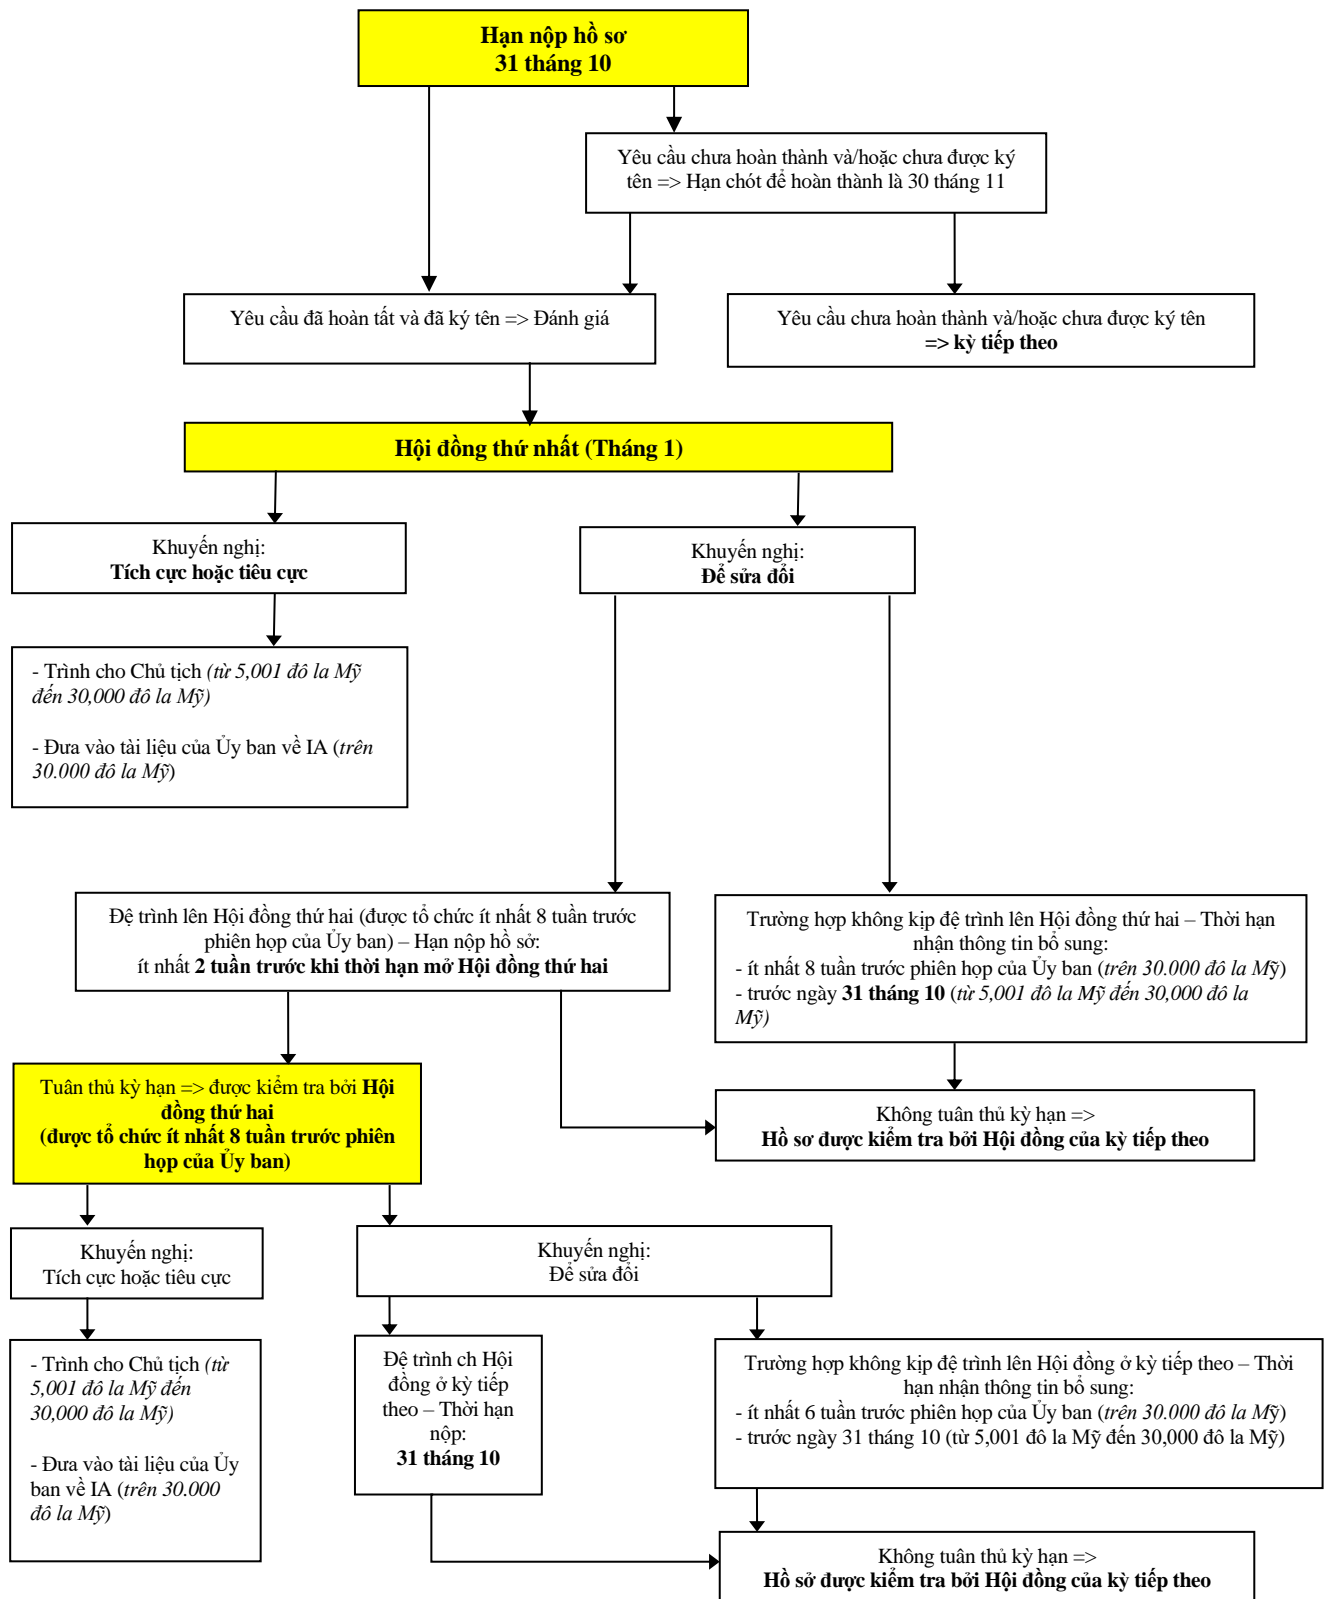 Hạn nộp hồ sơ
31 tháng 10
Yêu cầu chưa hoàn thành và/hoặc chưa được ký
tên => Hạn chót để hoàn thành là 30 tháng 11
Yêu cầu đã hoàn tất và đã ký tên => Đánh giá
Yêu cầu chưa hoàn thành và/hoặc chưa được ký tên
=> kỳ tiếp theo
Hội đồng thứ nhất (Tháng 1)
Khuyến nghị:
Tích cực hoặc tiêu cực
Khuyến nghị:
Để sửa đổi
- Trình cho Chủ tịch (từ 5,001 đô la Mỹ
đến 30,000 đô la Mỹ)
- Đưa vào tài liệu của Ủy ban về IA (trên
30.000 đô la Mỹ)
Đệ trình lên Hội đồng thứ hai (được tổ chức ít nhất 8 tuần trước
phiên họp của Ủy ban) – Hạn nộp hồ sở:
ít nhất 2 tuần trước khi thời hạn mở Hội đồng thứ hai
Trường hợp không kịp đệ trình lên Hội đồng thứ hai – Thời hạn
nhận thông tin bổ sung:
- ít nhất 8 tuần trước phiên họp của Ủy ban (trên 30.000 đô la Mỹ)
- trước ngày 31 tháng 10 (từ 5,001 đô la Mỹ đến 30,000 đô la
Mỹ)
Tuân thủ kỳ hạn => được kiểm tra bởi Hội
đồng thứ hai
(được tổ chức ít nhất 8 tuần trước phiên
họp của Ủy ban)
Không tuân thủ kỳ hạn =>
Hồ sơ được kiểm tra bởi Hội đồng của kỳ tiếp theo
Khuyến nghị:
Tích cực hoặc tiêu cực
Khuyến nghị:
Để sửa đổi
- Trình cho Chủ tịch (từ
5,001 đô la Mỹ đến
30,000 đô la Mỹ)
- Đưa vào tài liệu của Ủy
ban về IA (trên 30.000
đô la Mỹ)
Đệ trình ch Hội
đồng ở kỳ tiếp
theo – Thời hạn
nộp:
31 tháng 10
Trường hợp không kịp đệ trình lên Hội đồng ở kỳ tiếp theo – Thời
hạn nhận thông tin bổ sung:
- ít nhất 6 tuần trước phiên họp của Ủy ban (trên 30.000 đô la Mỹ)
- trước ngày 31 tháng 10 (từ 5,001 đô la Mỹ đến 30,000 đô la Mỹ)
Không tuân thủ kỳ hạn =>
Hồ sở được kiểm tra bởi Hội đồng của kỳ tiếp theo